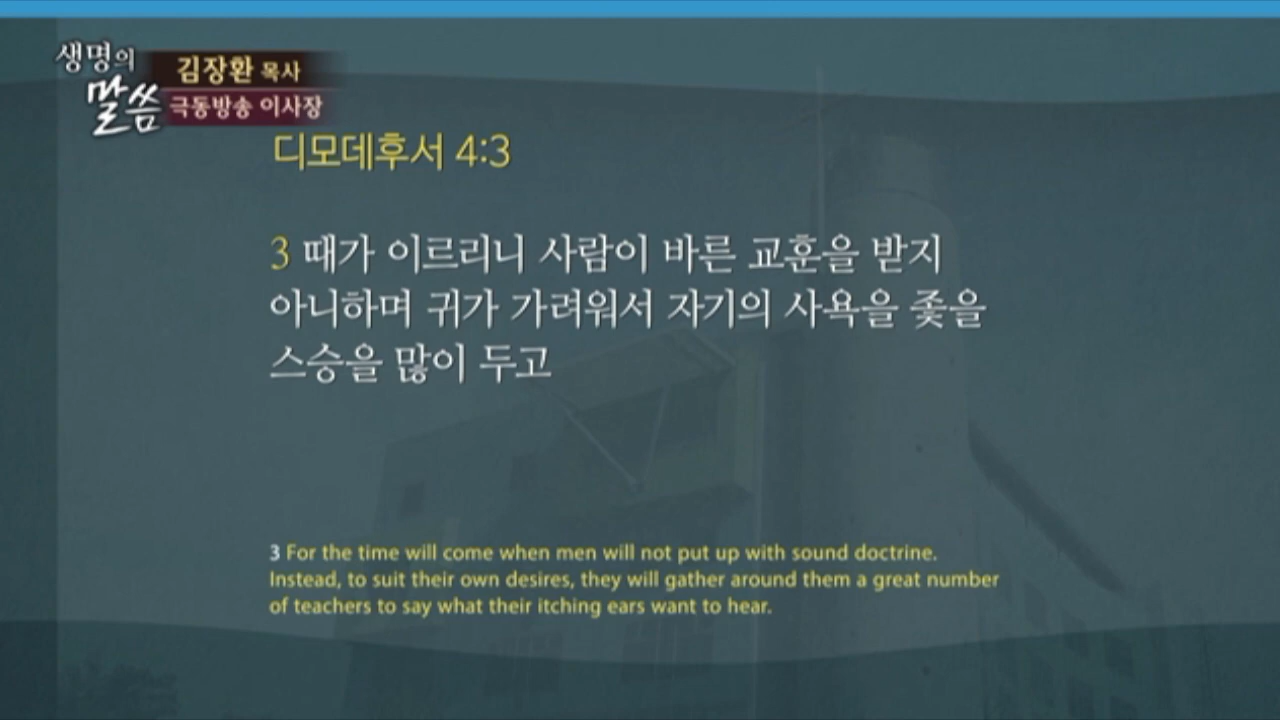 생명의
말씀
김장환 목사
극동방송 이사장
디모데후서 4:3
3 때가 이르리니 사람이 바른 교훈을 받지
아니하며 귀가 가려워서 자기의 사욕을 좇을
스승을 많이 두고
3 For the time will come when men will not put up with sound doctrine.
Instead, to suit their own desires, they will gather around them a great number
of teachers to say what their itching ears want to hear.